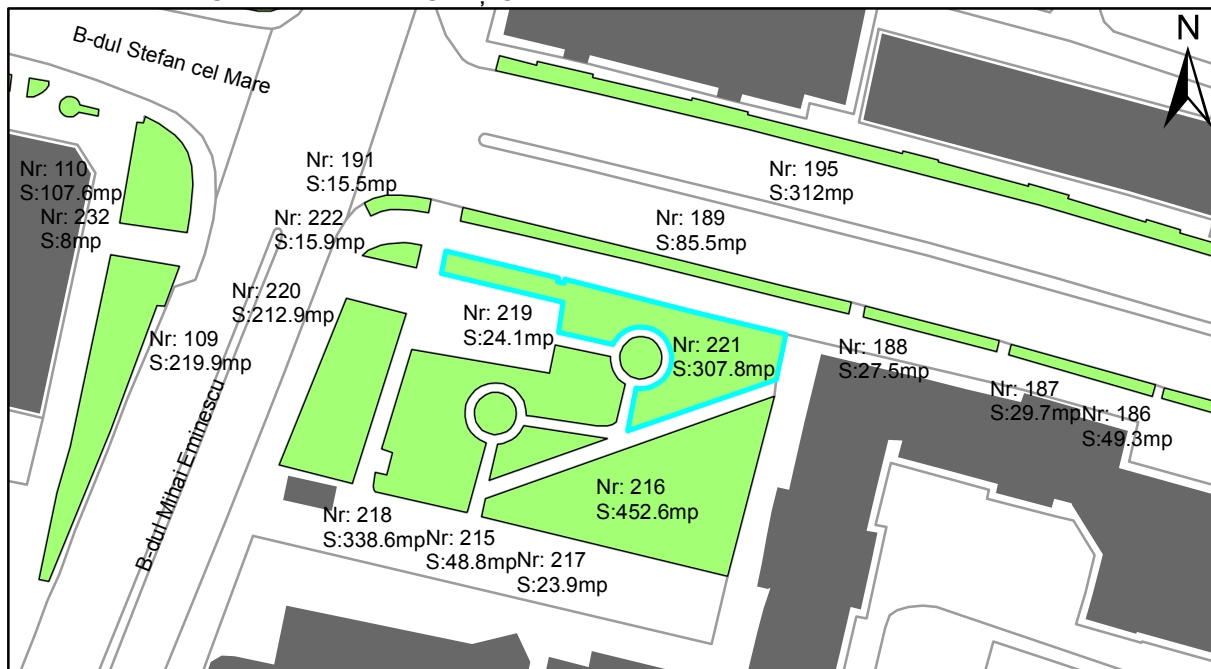 B-dul Stefan cel Mare
N
Nr: 110
S:107.6mp
Nr: 232
S:8mp
Nr: 191
S:15.5mp
Nr: 222
S:15.9mp
Nr: 195
S:312mp
Nr: 189
S:85.5mp
Nr: 220
S:212.9mp
Nr: 109
S:219.9mp
Nr: 219
S:24.1mp
Nr: 221
S:307.8mp
Nr: 188
S:27.5mp
Nr: 187
S:29.7mp
Nr: 186
S:49.3mp
B-dul Mihai Eminescu
Nr: 216
S:452.6mp
Nr: 218
S:338.6mp
Nr: 215
S:48.8mp
Nr: 217
S:23.9mp